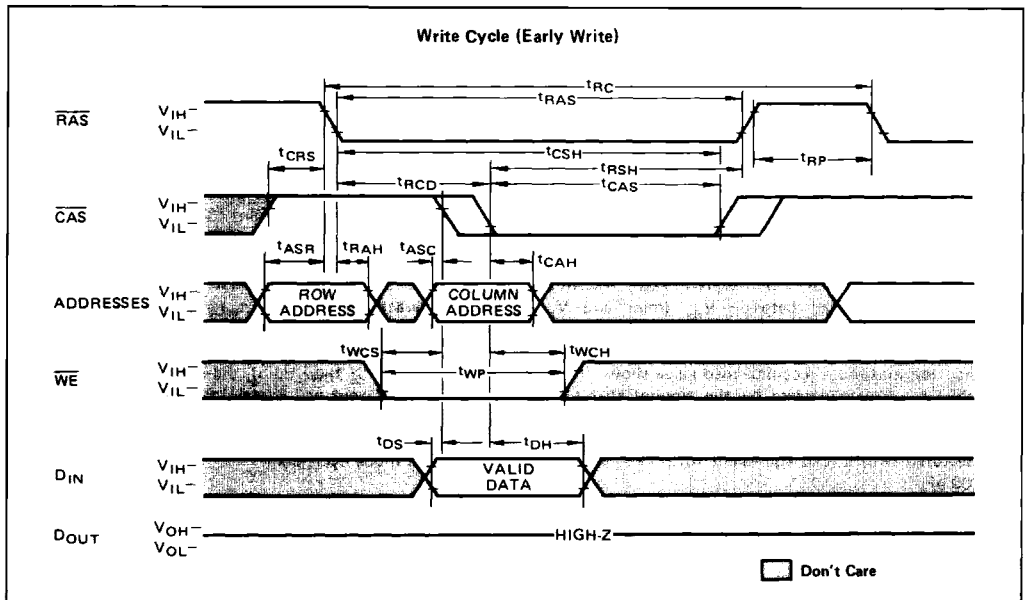 Write Cycle (Early Write)
tRC
tRAS
RAS
VIH
VIL
tCRS
tCSH
tRSH
tRP
tRCD
tCAS
CAS
VIH
VIL
tASR
tRAH
tASC
tCAH
ADDRESSES
VIH
VIL
ROW
ADDRESS
COLUMN
ADDRESS
tWCS
tWCH
tWP
WE
VIH
VIL
tDS
tDH
DIN
VIH
VIL
VALID
DATA
DOUT
VOH
VOL
HIGH-Z
Don't Care